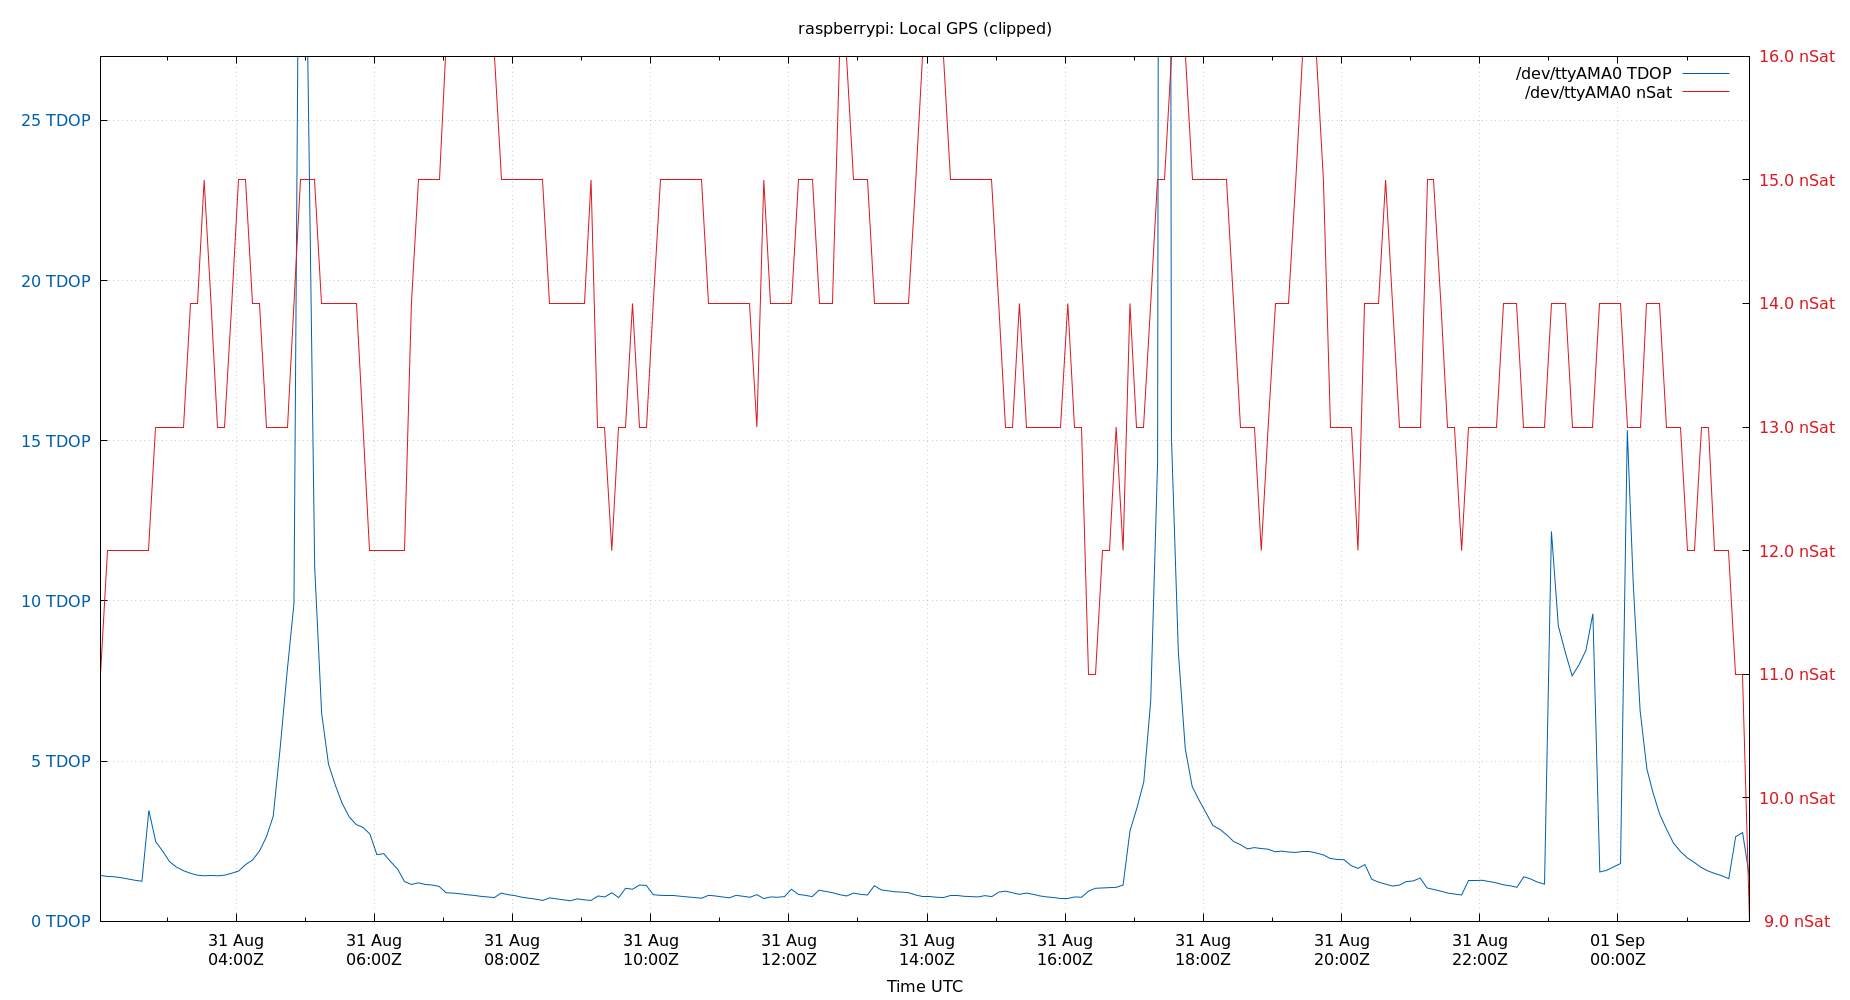 raspberrypi: Local GPS (clipped)
/dev/ttyAMA0 TDOP
/dev/ttyAMA0 nSat
25 TDOP
20 TDOP
15 TDOP
10 TDOP
5 TDOP
0 TDOP
16.0 nSat
15.0 nSat
14.0 nSat
13.0 nSat
12.0 nSat
11.0 nSat
10.0 nSat
9.0 nSat
31 Aug 31 Aug 31 Aug 31 Aug 31 Aug 31 Aug 31 Aug 31 Aug 31 Aug 31 Aug 01 Sep
04:00Z 06:00Z 08:00Z 10:00Z 12:00Z 14:00Z 16:00Z 18:00Z 20:00Z 22:00Z 00:00Z
Time UTC